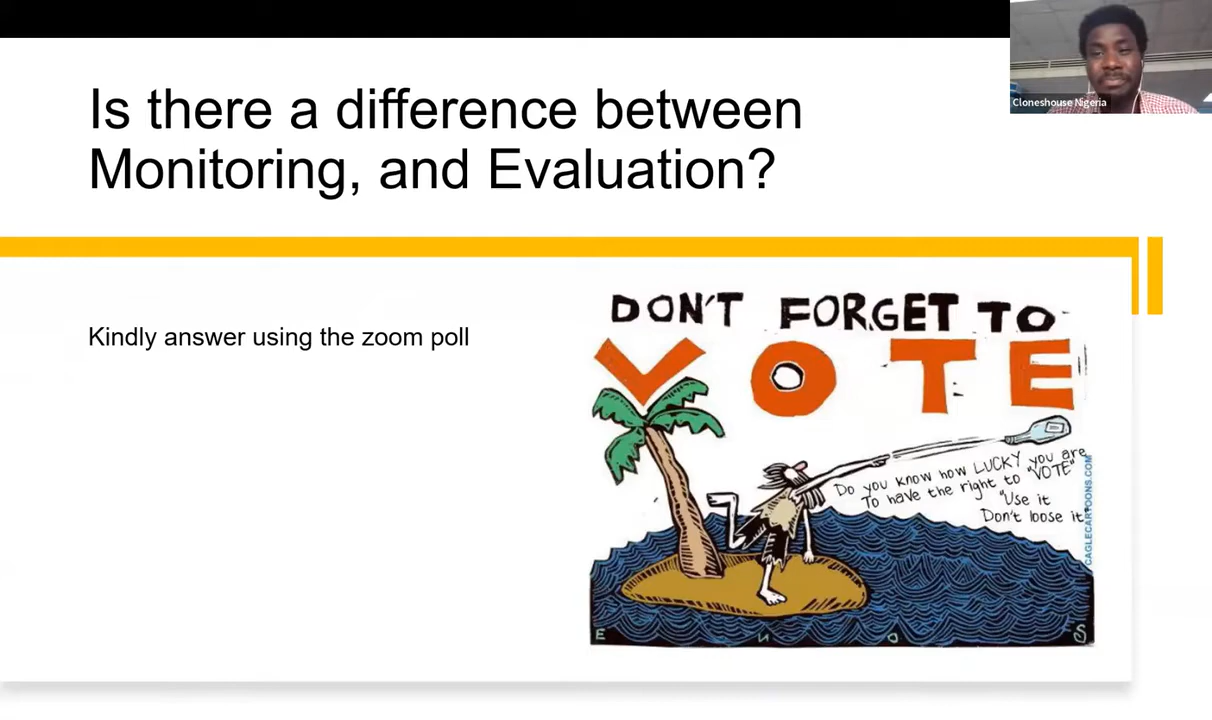 Is there a difference between
Monitoring, and Evaluation?
Cloneshouse Nigeria
Kindly answer using the zoom poll
DON'T FORGET TO
VOTE
Do you know how LUCKY you are
To have the right to "VOTE"
"Use it
Don't loose it"
CAGLECARTOONS.COM
E N O S